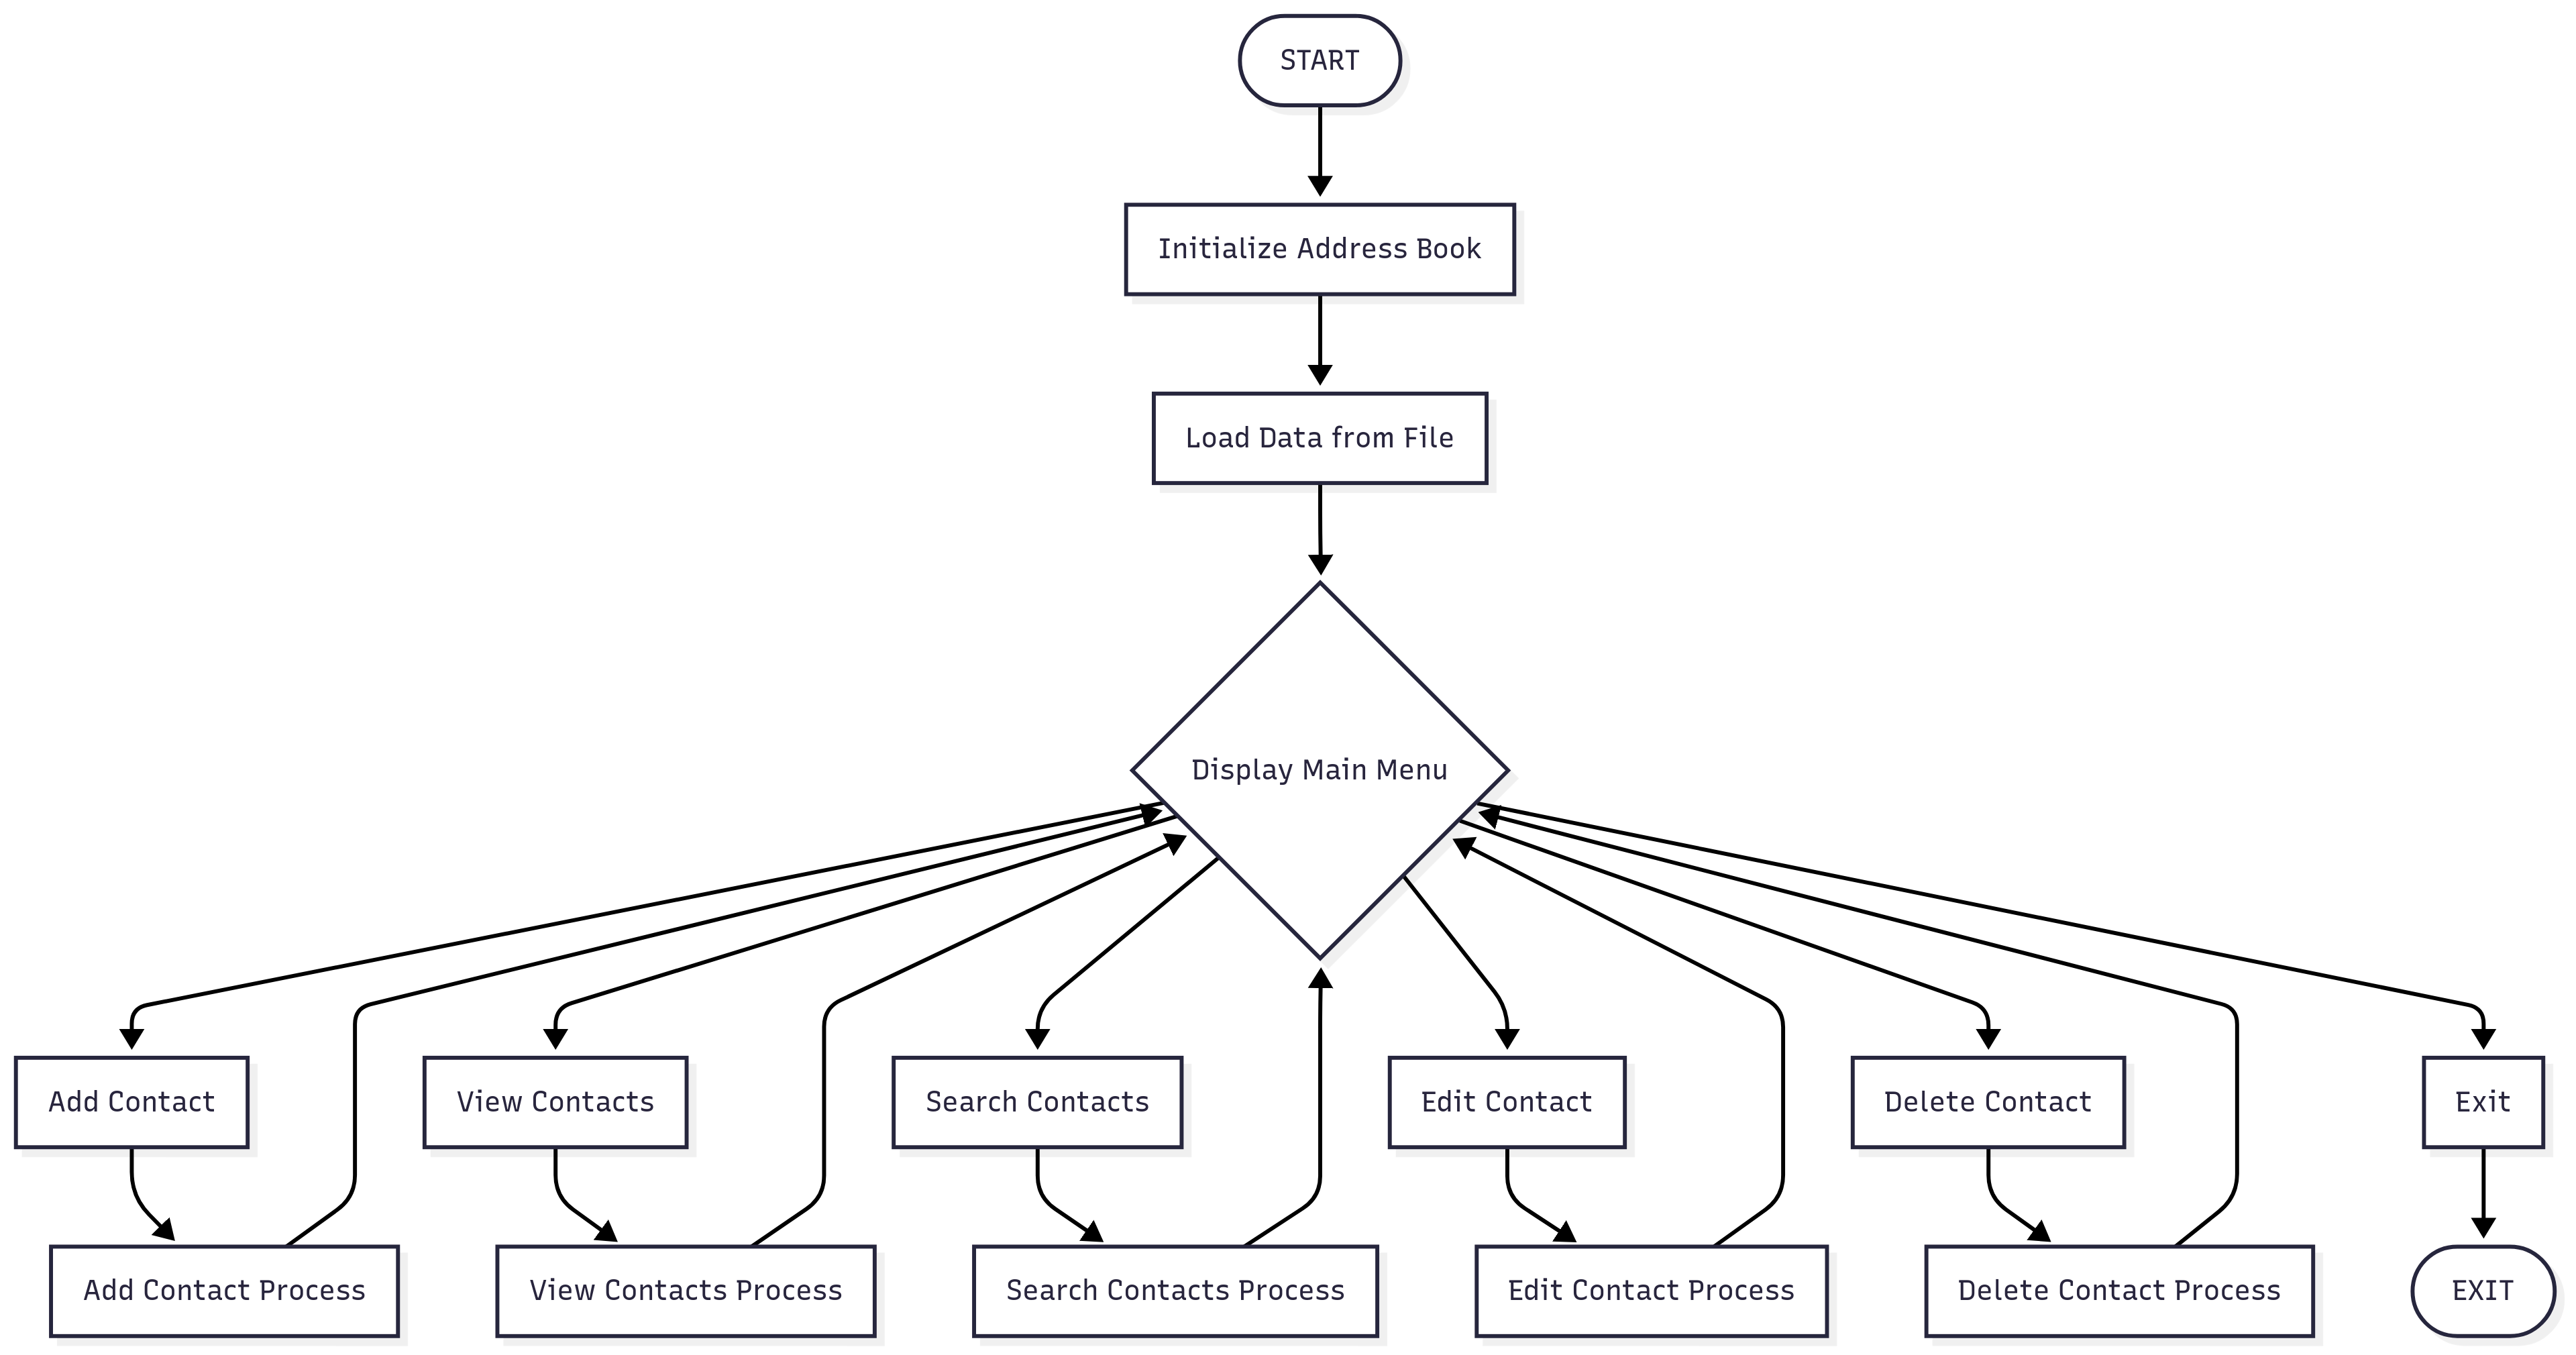 START
Initialize Address Book
Load Data from File
Display Main Menu
Add Contact
View Contacts
Search Contacts
Edit Contact
Delete Contact
Exit
Add Contact Process
View Contacts Process
Search Contacts Process
Edit Contact Process
Delete Contact Process
EXIT